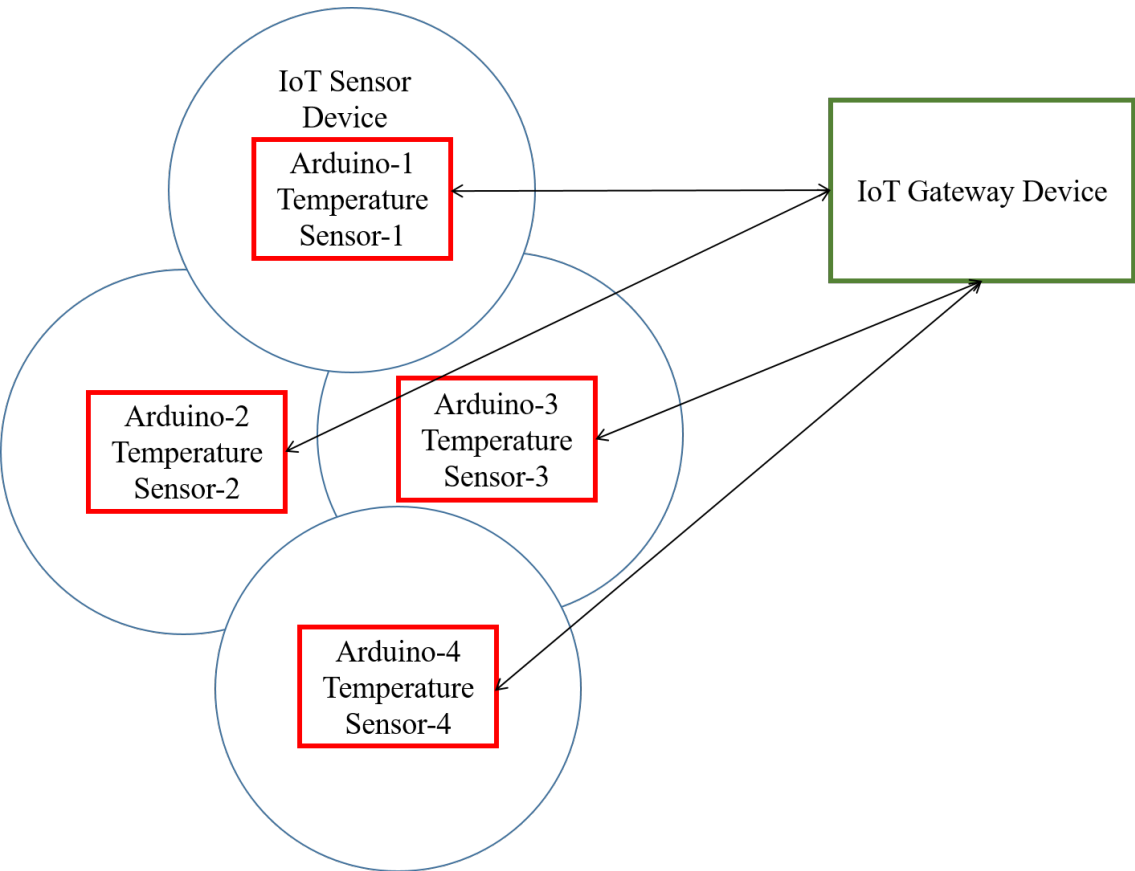 IoT Sensor
Device
Arduino-1
Temperature
Sensor-1
IoT Gateway Device
Arduino-2
Temperature
Sensor-2
Arduino-3
Temperature
Sensor-3
Arduino-4
Temperature
Sensor-4